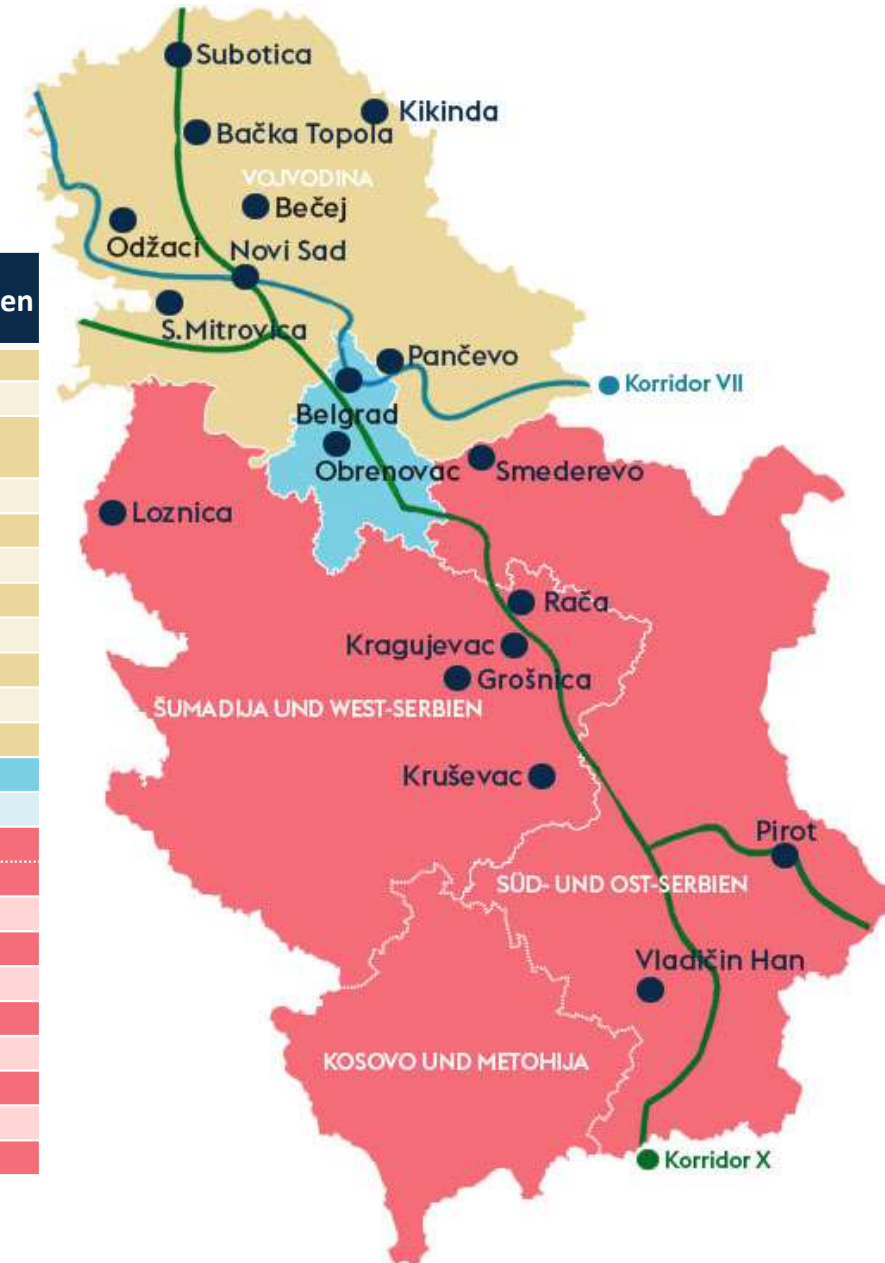 Subotica
Kikinda
Bačka Topola
VOJVODINA
Bečej
Odžaci
Novi Sad
en
S.Mitrovica
Pančevo
Korridor VII
Belgrad
Obrenovac
Smederevo
Loznica
Rača
Kragujevac
Grošnica
ŠUMADIJA UND WEST-SERBIEN
Kruševac
Pirot
SÜD- UND OST-SERBIEN
Vladičin Han
KOSOVO UND METOHIJA
Korridor X